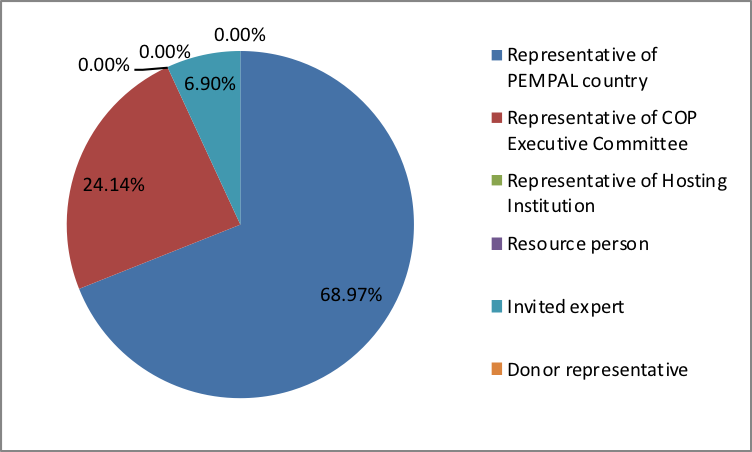 0.00%
0.00%
0.00%
6.90%
24.14%
68.97%
Representative of
PEMPAL country
Representative of COP
Executive Committee
Representative of Hosting
Institution
Resource person
Invited expert
Donor representative